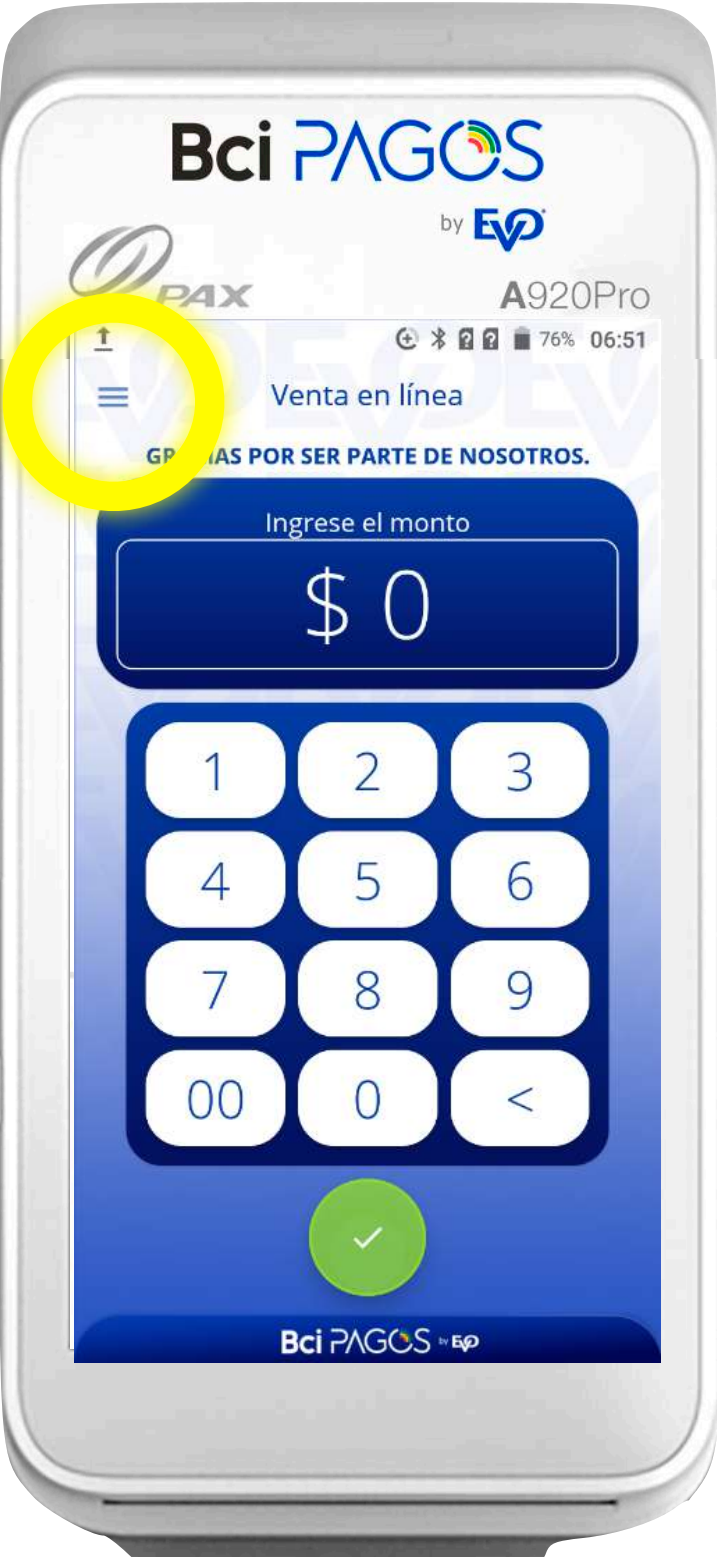 Bci PAGOS
by EVO
PAX
A920Pro
76% 06:51
Venta en línea
GRACIAS POR SER PARTE DE NOSOTROS.
Ingrese el monto
$ 0
1 2 3
4 5 6
7 8 9
00 0 <
Bci PAGOS by EVO